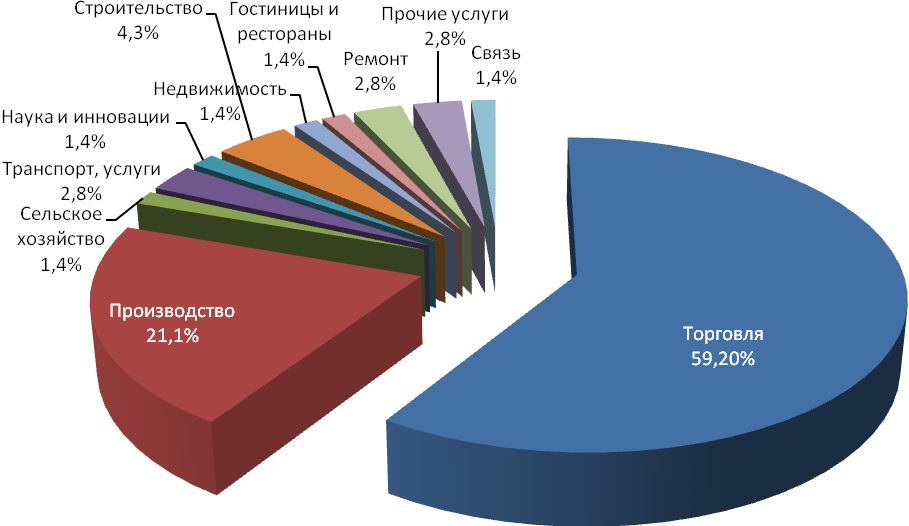 Строительство
4,3%
Гостиницы и
рестораны
1,4%
Прочие услуги
2,8%
Ремонт
2,8%
Связь
1,4%
Недвижимость
1,4%
Наука и инновации
1,4%
Транспорт, услуги
2,8%
Сельское
хозяйство
1,4%
Производство
21,1%
Торговля
59,20%